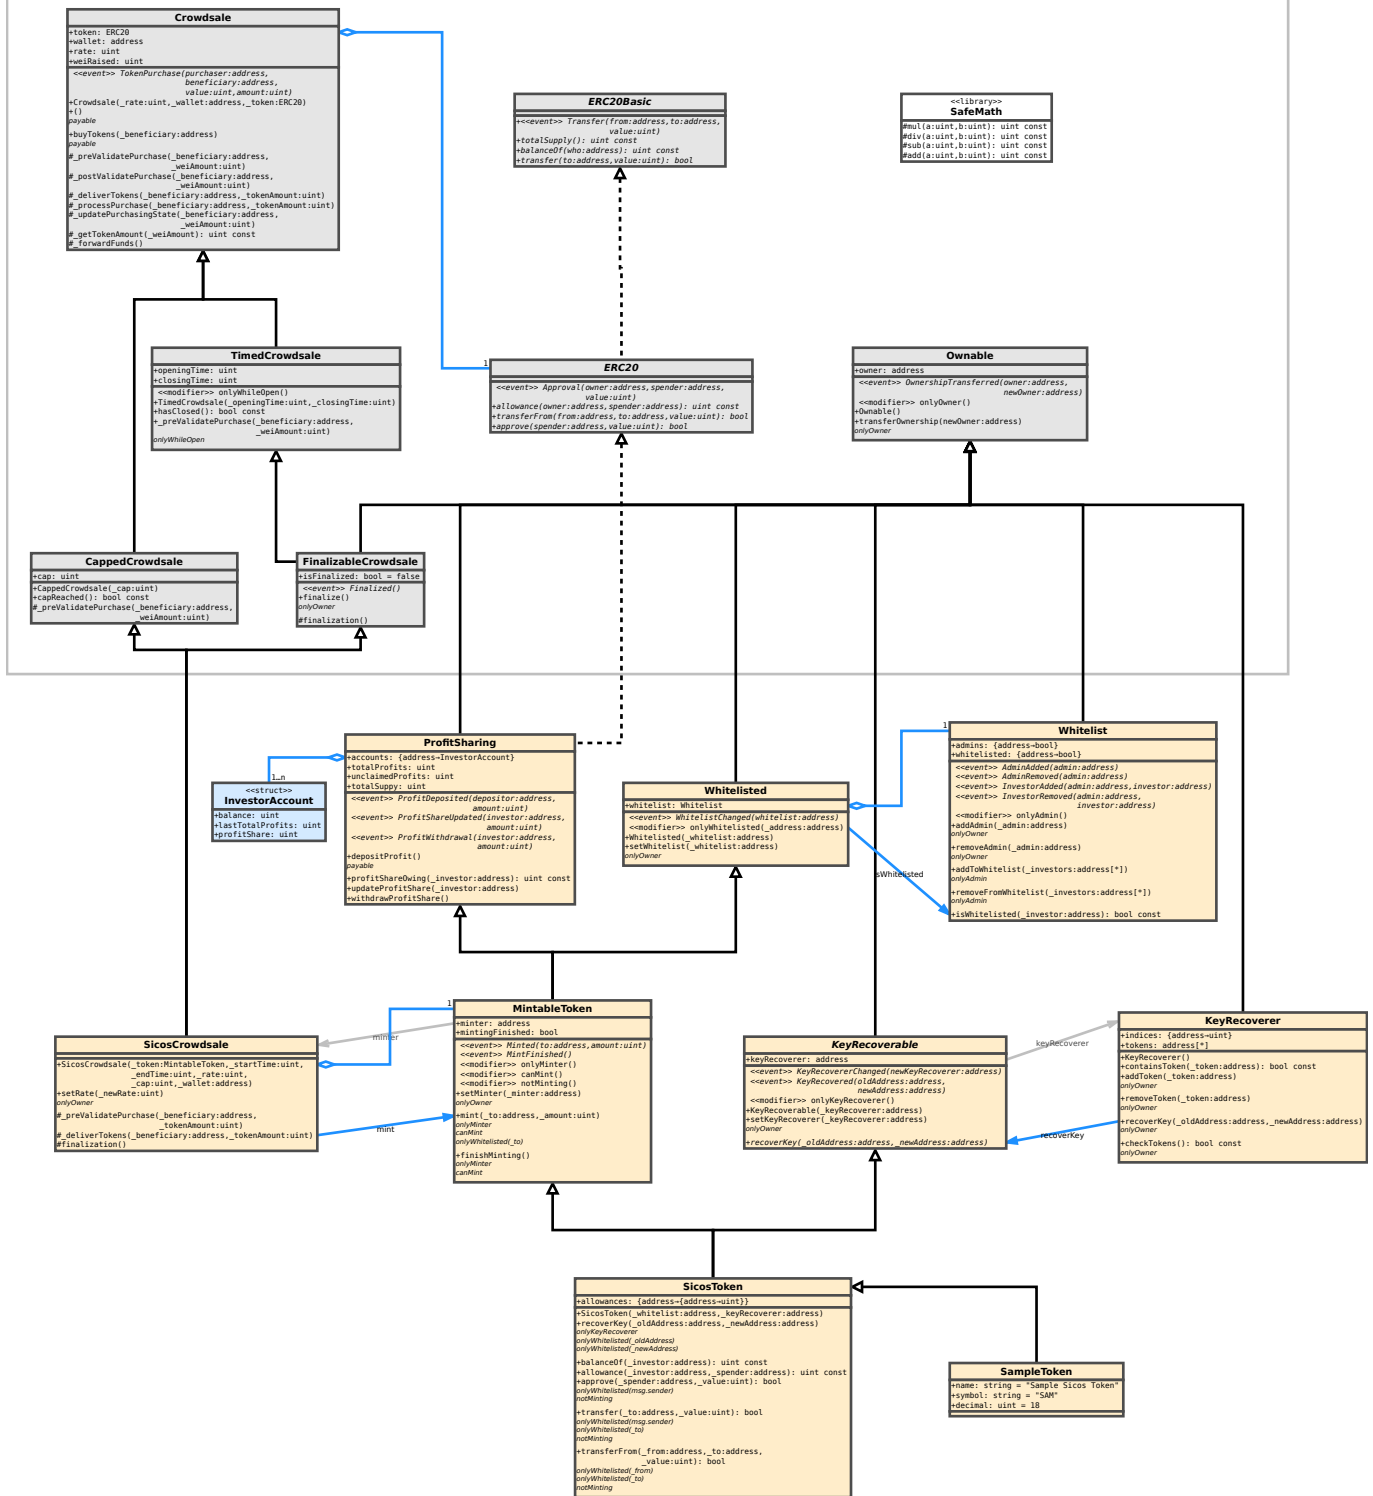 Crowdsale
+token: ERC20
+wallet: address
+rate: uint
+weiRaised: uint
<<event>> TokenPurchase(purchaser:address,
beneficiary:address,
value:uint,amount:uint)
+Crowdsale(_rate:uint,_wallet:address,_token:ERC20)
+()
payable
+buyTokens(_beneficiary:address)
payable
#_preValidatePurchase(_beneficiary:address,
_weiAmount:uint)
#_postValidatePurchase(_beneficiary:address,
_weiAmount:uint)
#_deliverTokens(_beneficiary:address,_tokenAmount:uint)
#_processPurchase(_beneficiary:address,_tokenAmount:uint)
#_updatePurchasingState(_beneficiary:address,
_weiAmount:uint)
#_getTokenAmount(_weiAmount): uint const
#_forwardFunds()
ERC20Basic
+<<event>> Transfer(from:address,to:address,
value:uint)
+totalSupply(): uint const
+balanceOf(who:address): uint const
+transfer(to:address,value:uint): bool
<<library>>
SafeMath
#mul(a:uint,b:uint): uint const
#div(a:uint,b:uint): uint const
#sub(a:uint,b:uint): uint const
#add(a:uint,b:uint): uint const
TimedCrowdsale
+openingTime: uint
+closingTime: uint
<<modifier>> onlyWhileOpen()
+TimedCrowdsale(_openingTime:uint,_closingTime:uint)
+hasClosed(): bool const
+_preValidatePurchase(_beneficiary:address,
_weiAmount:uint)
onlyWhileOpen
1
ERC20
<<event>> Approval(owner:address,spender:address,
value:uint)
+allowance(owner:address,spender:address): uint const
+transferFrom(from:address,to:address,value:uint): bool
+approve(spender:address,value:uint): bool
Ownable
+owner: address
<<event>> OwnershipTransferred(owner:address,
newOwner:address)
<<modifier>> onlyOwner()
+Ownable()
+transferOwnership(newOwner:address)
onlyOwner
CappedCrowdsale
+cap: uint
+CappedCrowdsale(_cap:uint)
+capReached(): bool const
#_preValidatePurchase(_beneficiary:address,
_weiAmount:uint)
FinalizableCrowdsale
+isFinalized: bool = false
<<event>> Finalized()
+finalize()
onlyOwner
#finalization()
ProfitSharing
+accounts: {address→InvestorAccount}
+totalProfits: uint
+unclaimedProfits: uint
+totalSuppy: uint
<<event>> ProfitDeposited(depositor:address,
amount:uint)
<<event>> ProfitShareUpdated(investor:address,
amount:uint)
<<event>> ProfitWithdrawal(investor:address,
amount:uint)
+depositProfit()
payable
+profitShareOwing(_investor:address): uint const
+updateProfitShare(_investor:address)
+withdrawProfitShare()
1…n
<<struct>>
InvestorAccount
+balance: uint
+lastTotalProfits: uint
+profitShare: uint
Whitelisted
+whitelist: Whitelist
<<event>> WhitelistChanged(whitelist:address)
<<modifier>> onlyWhitelisted(_address:address)
+Whitelisted(_whitelist:address)
+setWhitelist(_whitelist:address)
onlyOwner
isWhitelisted
1
Whitelist
+admins: {address→bool}
+whitelisted: {address→bool}
<<event>> AdminAdded(admin:address)
<<event>> AdminRemoved(admin:address)
<<event>> InvestorAdded(admin:address,investor:address)
<<event>> InvestorRemoved(admin:address,
investor:address)
<<modifier>> onlyAdmin()
+addAdmin(_admin:address)
onlyOwner
+removeAdmin(_admin:address)
onlyOwner
+addToWhitelist(_investors:address[*])
onlyAdmin
+removeFromWhitelist(_investors:address[*])
onlyAdmin
+isWhitelisted(_investor:address): bool const
SicosCrowdsale
+SicosCrowdsale(_token:MintableToken,_startTime:uint,
_endTime:uint,_rate:uint,
_cap:uint,_wallet:address)
+setRate(_newRate:uint)
onlyOwner
#_preValidatePurchase(_beneficiary:address,
_tokenAmount:uint)
#_deliverTokens(_beneficiary:address,_tokenAmount:uint)
#finalization()
minter
mint
1
MintableToken
+minter: address
+mintingFinished: bool
<<event>> Minted(to:address,amount:uint)
<<event>> MintFinished()
<<modifier>> onlyMinter()
<<modifier>> canMint()
<<modifier>> notMinting()
+setMinter(_minter:address)
onlyOwner
+mint(_to:address,_amount:uint)
onlyMinter
canMint
onlyWhitelisted(_to)
+finishMinting()
onlyMinter
canMint
KeyRecoverable
+keyRecoverer: address
<<event>> KeyRecovererChanged(newKeyRecoverer:address)
<<event>> KeyRecovered(oldAddress:address,
newAddress:address)
<<modifier>> onlyKeyRecoverer()
+KeyRecoverable(_keyRecoverer:address)
+setKeyRecoverer(_keyRecoverer:address)
onlyOwner
+recoverKey(_oldAddress:address,_newAddress:address)
keyRecoverer
recoverKey
KeyRecoverer
+indices: {address→uint}
+tokens: address[*]
+KeyRecoverer()
+containsToken(_token:address): bool const
+addToken(_token:address)
onlyOwner
+removeToken(_token:address)
onlyOwner
+recoverKey(_oldAddress:address,_newAddress:address)
onlyOwner
+checkTokens(): bool const
onlyOwner
SicosToken
+allowances: {address→{address→uint}}
+SicosToken(_whitelist:address,_keyRecoverer:address)
+recoverKey(_oldAddress:address,_newAddress:address)
onlyKeyRecoverer
onlyWhitelisted(_oldAddress)
onlyWhitelisted(_newAddress)
+balanceOf(_investor:address): uint const
+allowance(_investor:address,_spender:address): uint const
+approve(_spender:address,_value:uint): bool
onlyWhitelisted(msg.sender)
notMinting
+transfer(_to:address,_value:uint): bool
onlyWhitelisted(msg.sender)
onlyWhitelisted(_to)
notMinting
+transferFrom(_from:address,_to:address,
_value:uint): bool
onlyWhitelisted(_from)
onlyWhitelisted(_to)
notMinting
SampleToken
+name: string = "Sample Sicos Token"
+symbol: string = "SAM"
+decimal: uint = 18